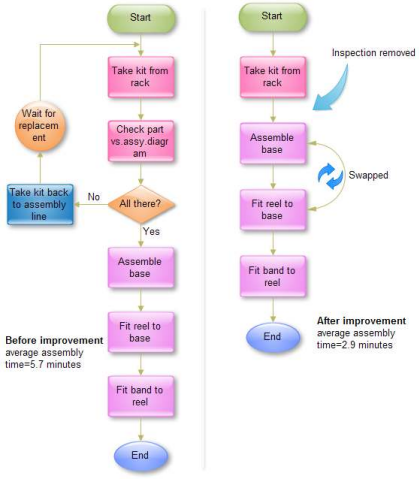 Start
Take kit from
rack
Check part
vs.assy.diagr
am
All there?
No
Take kit back
to assembly
line
Wait for
replacem
ent
Yes
Assemble
base
Fit reel to
base
Fit band to
reel
End
Before improvement
average assembly
time=5.7 minutes
Start
Inspection removed
Take kit from
rack
Assemble
base
Swapped
Fit reel to
base
Fit band to
reel
End
After improvement
average assembly
time=2.9 minutes